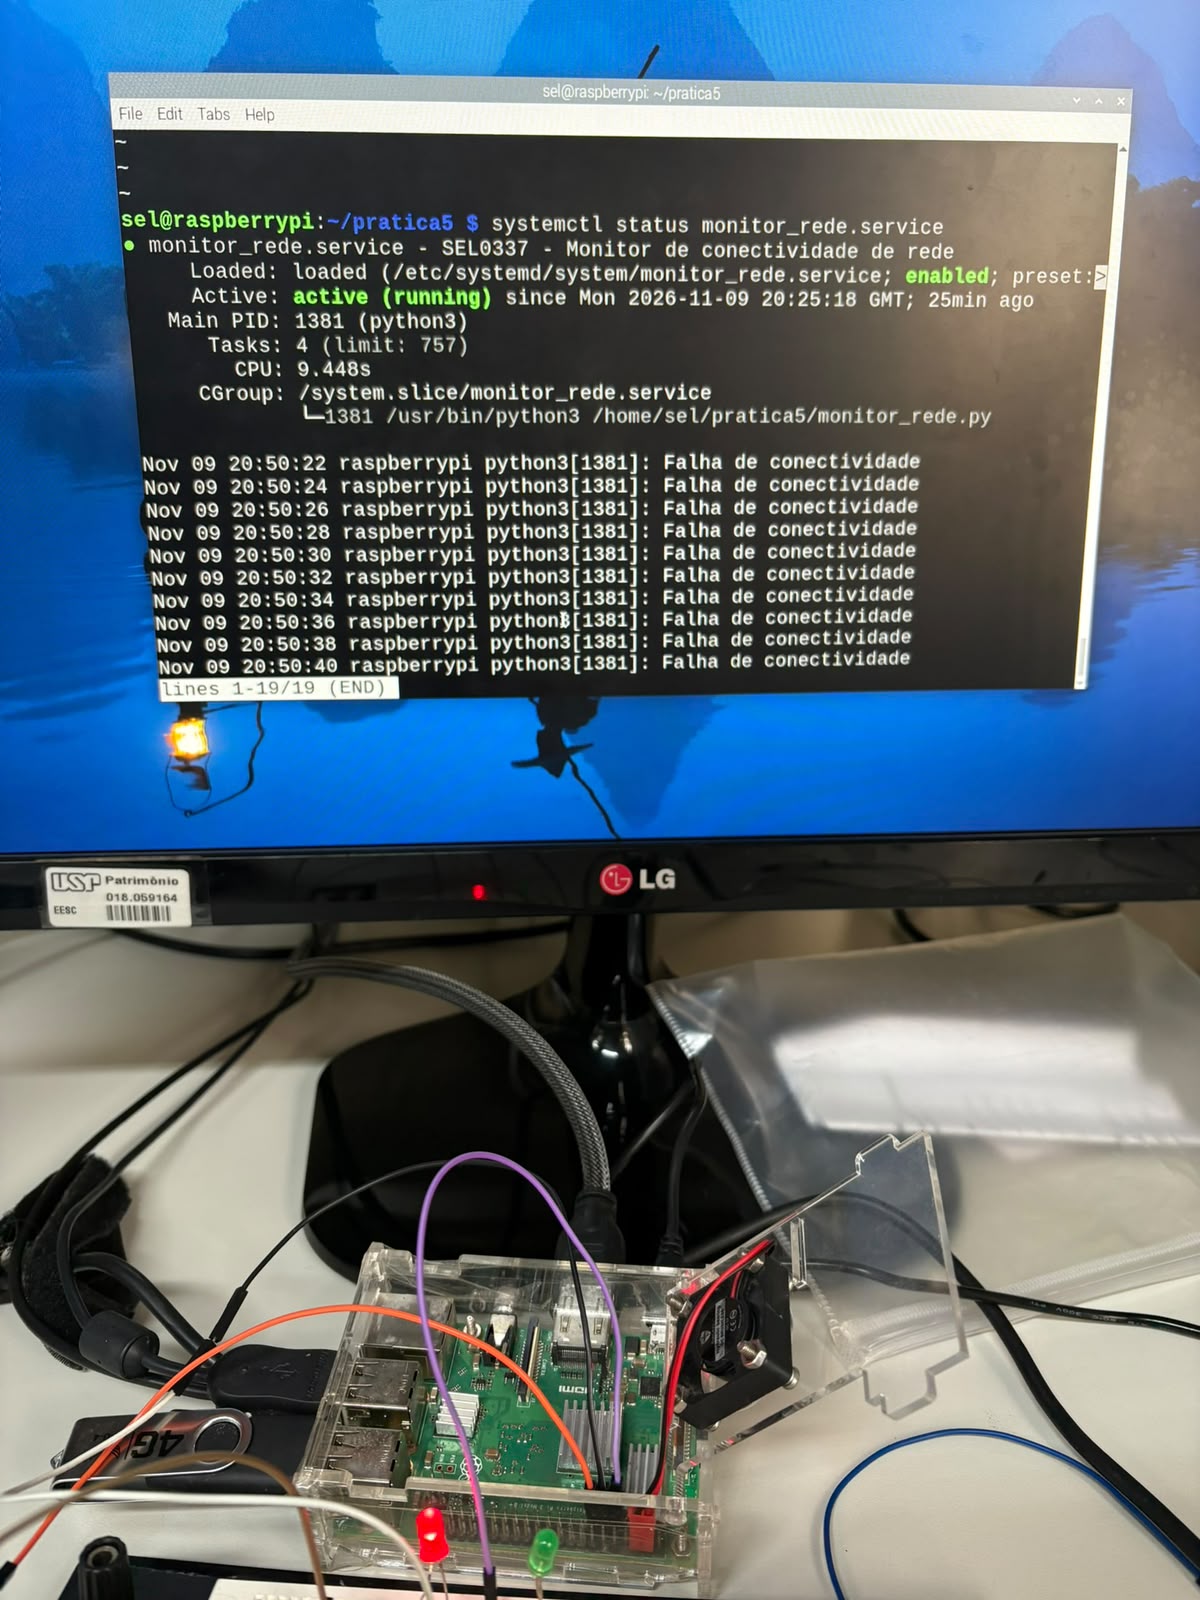 sel@raspberrypi: ~/pratica5
File Edit Tabs Help
~
~
~
sel@raspberrypi:~/pratica5 $ systemctl status monitor_rede.service
● monitor_rede.service - SEL0337 - Monitor de conectividade de rede
Loaded: loaded (/etc/systemd/system/monitor_rede.service; enabled; preset:>
Active: active (running) since Mon 2026-11-09 20:25:18 GMT; 25min ago
Main PID: 1381 (python3)
Tasks: 4 (limit: 757)
CPU: 9.448s
CGroup: /system.slice/monitor_rede.service
└─1381 /usr/bin/python3 /home/sel/pratica5/monitor_rede.py
Nov 09 20:50:22 raspberrypi python3[1381]: Falha de conectividade
Nov 09 20:50:24 raspberrypi python3[1381]: Falha de conectividade
Nov 09 20:50:26 raspberrypi python3[1381]: Falha de conectividade
Nov 09 20:50:28 raspberrypi python3[1381]: Falha de conectividade
Nov 09 20:50:30 raspberrypi python3[1381]: Falha de conectividade
Nov 09 20:50:32 raspberrypi python3[1381]: Falha de conectividade
Nov 09 20:50:34 raspberrypi python3[1381]: Falha de conectividade
Nov 09 20:50:36 raspberrypi python3[1381]: Falha de conectividade
Nov 09 20:50:38 raspberrypi python3[1381]: Falha de conectividade
Nov 09 20:50:40 raspberrypi python3[1381]: Falha de conectividade
lines 1-19/19 (END)
USP Patrimônio
018.059164
EESC
LG
HDMI
4G